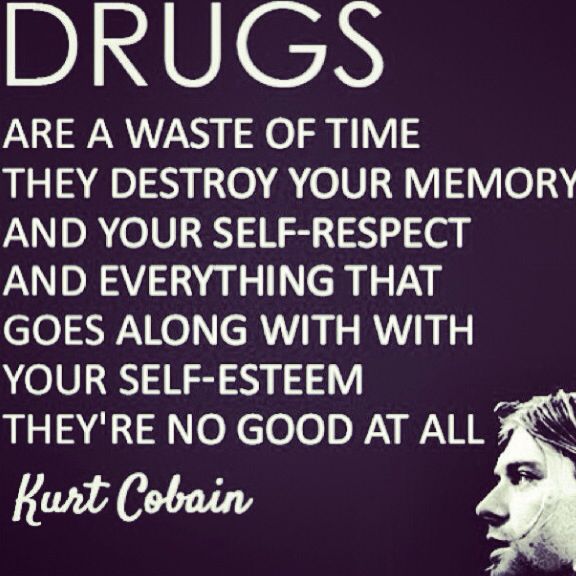 DRUGS
ARE A WASTE OF TIME
THEY DESTROY YOUR MEMORY
AND YOUR SELF-RESPECT
AND EVERYTHING THAT
GOES ALONG WITH WITH
YOUR SELF-ESTEEM
THEY'RE NO GOOD AT ALL
Kurt Cobain